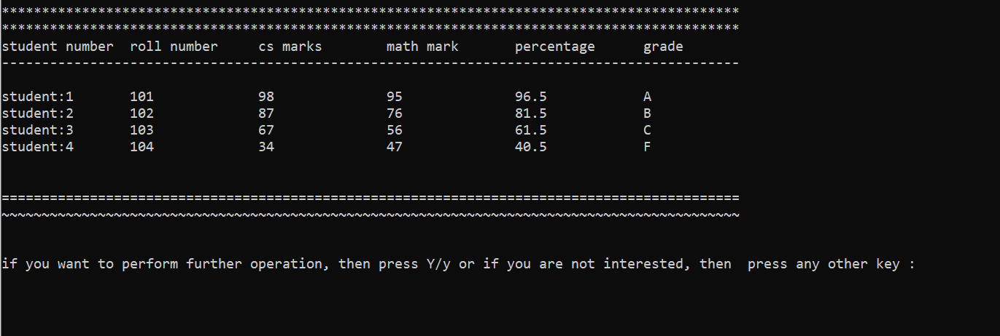 ********************************************************************************************
********************************************************************************************
student number  roll number     cs marks        math mark       percentage      grade
--------------------------------------------------------------------------------------------
student:1       101             98              95              96.5            A
student:2       102             87              76              81.5            B
student:3       103             67              56              61.5            C
student:4       104             34              47              40.5            F
============================================================================================
~~~~~~~~~~~~~~~~~~~~~~~~~~~~~~~~~~~~~~~~~~~~~~~~~~~~~~~~~~~~~~~~~~~~~~~~~~~~~~~~~~~~~~~~~~~~
if you want to perform further operation, then press Y/y or if you are not interested, then  press any other key :